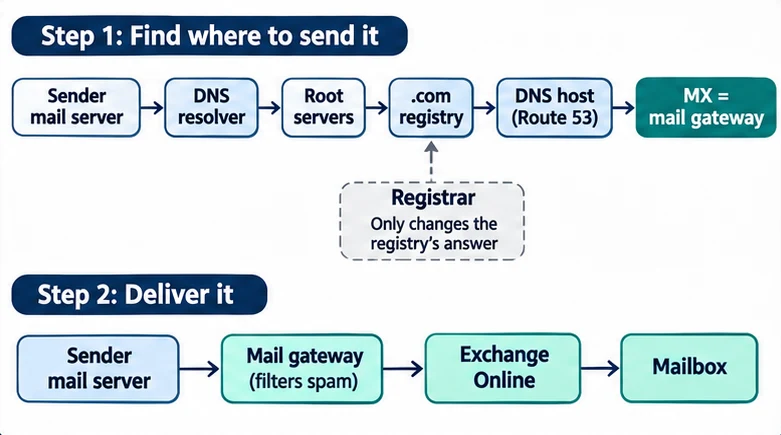 Step 1: Find where to send it
Sender
mail server
DNS
resolver
Root
servers
.com
registry
DNS host
(Route 53)
MX =
mail gateway
Registrar
Only changes the
registry's answer
Step 2: Deliver it
Sender
mail server
Mail gateway
(filters spam)
Exchange
Online
Mailbox